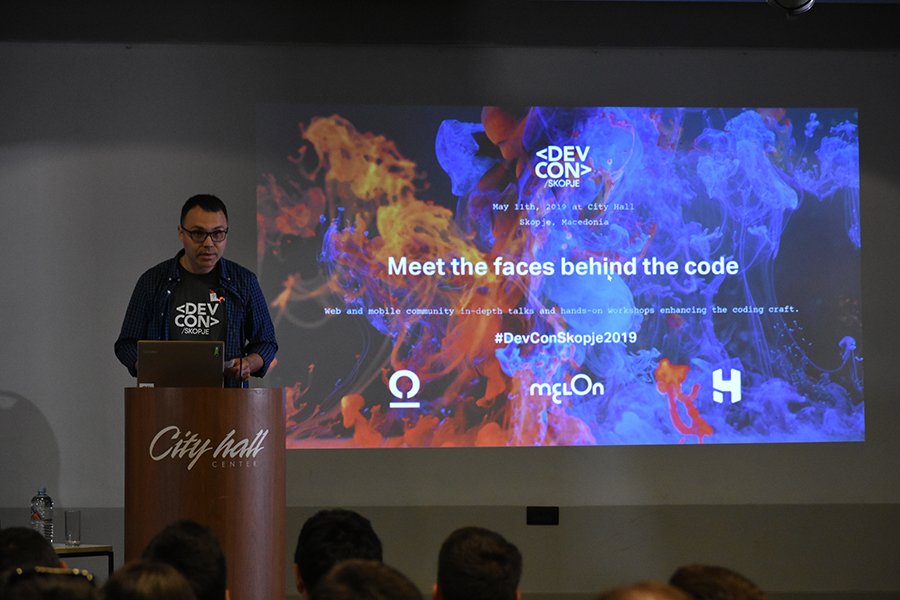 <DEV
CON>
/SKOPJE
May 11th, 2019 at City Hall
Skopje, Macedonia
Meet the faces behind the code
Web and mobile community in-depth talks and hands-on workshops enhancing the coding craft.
#DevConSkopje2019
melon
H
<DEV
CON>
/SKOPJE
City hall
CENTER